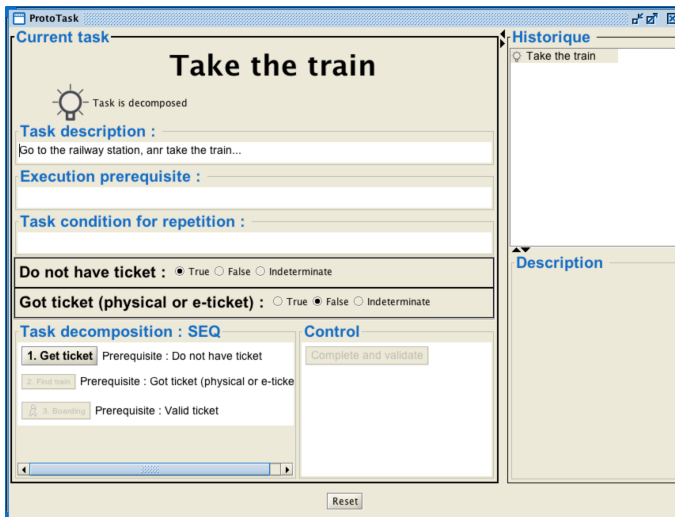 ProtoTask
Current task
Take the train
Task is decomposed
Task description :
Go to the railway station, anr take the train...
Execution prerequisite :
Task condition for repetition :
Do not have ticket : True False Indeterminate
Got ticket (physical or e-ticket) : True False Indeterminate
Task decomposition : SEQ
1. Get ticket Prerequisite : Do not have ticket
2. Find train Prerequisite : Got ticket (physical or e-ticke
3. Boarding Prerequisite : Valid ticket
Control
Complete and validate
Historique
Take the train
Description
Reset